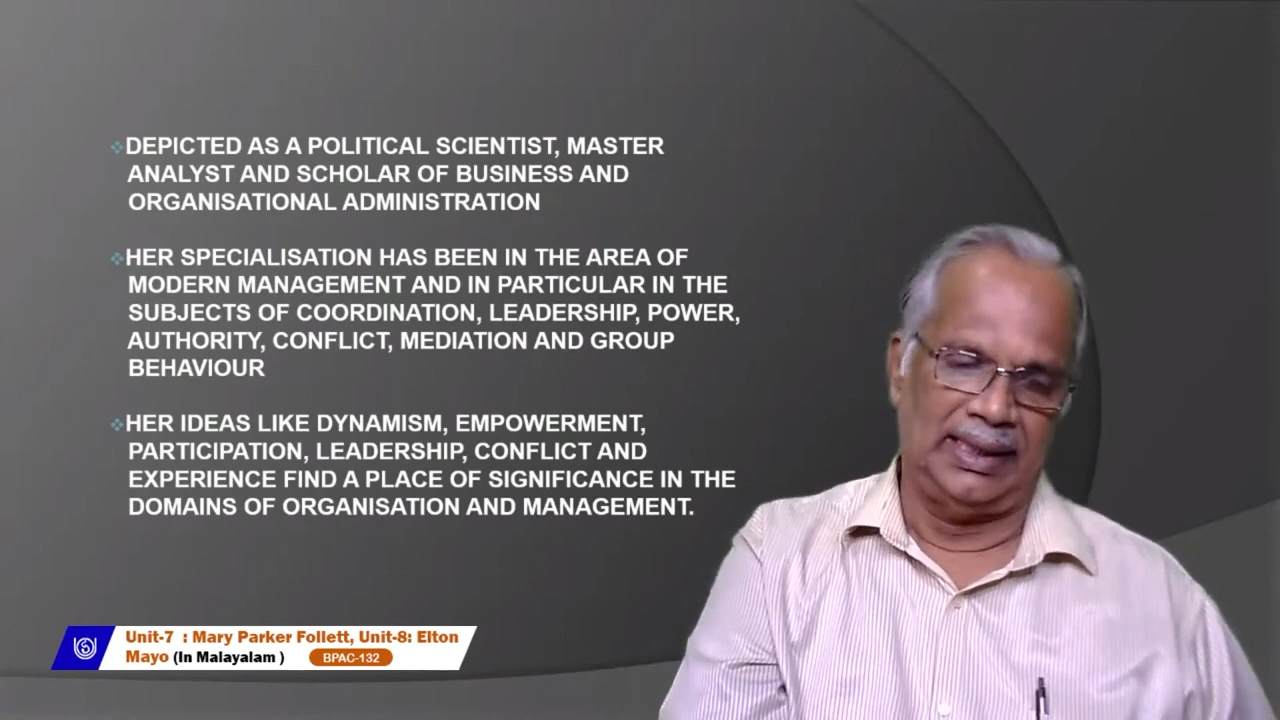 DEPICTED AS A POLITICAL SCIENTIST, MASTER
ANALYST AND SCHOLAR OF BUSINESS AND
ORGANISATIONAL ADMINISTRATION
HER SPECIALISATION HAS BEEN IN THE AREA OF
MODERN MANAGEMENT AND IN PARTICULAR IN THE
SUBJECTS OF COORDINATION, LEADERSHIP, POWER,
AUTHORITY, CONFLICT, MEDIATION AND GROUP
BEHAVIOUR
HER IDEAS LIKE DYNAMISM, EMPOWERMENT,
PARTICIPATION, LEADERSHIP, CONFLICT AND
EXPERIENCE FIND A PLACE OF SIGNIFICANCE IN THE
DOMAINS OF ORGANISATION AND MANAGEMENT.
Unit-7 : Mary Parker Follett, Unit-8: Elton
Mayo (In Malayalam ) BPAC-132